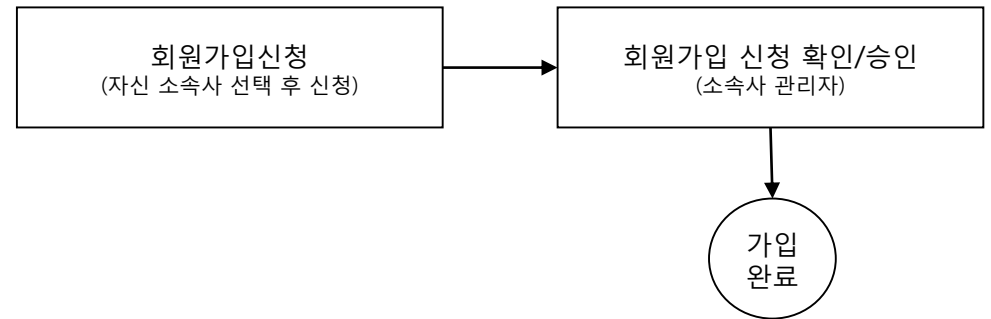 회원가입신청
(자신 소속사 선택 후 신청)
회원가입 신청 확인/승인
(소속사 관리자)
가입
완료